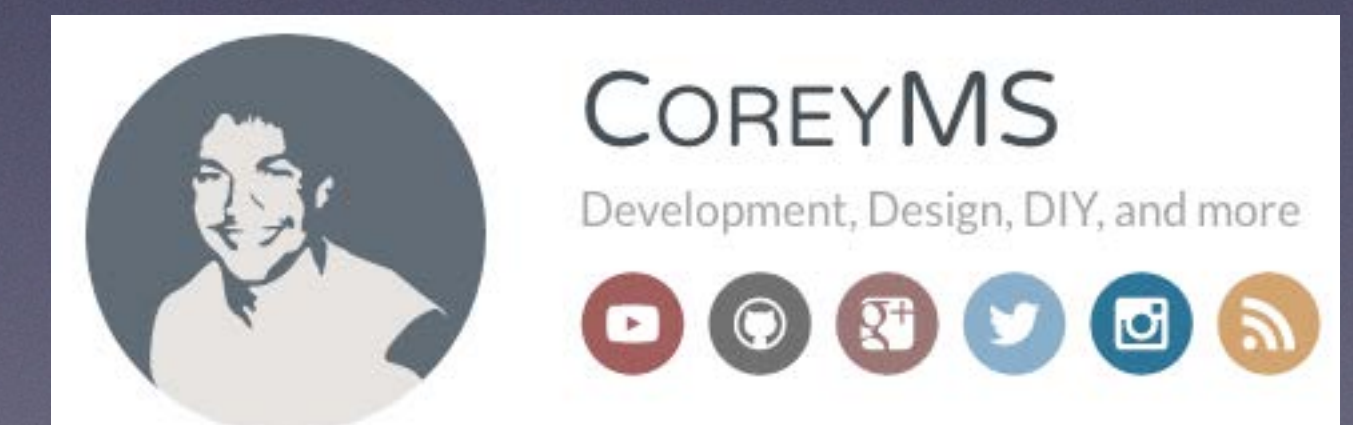 COREYMS
Development, Design, DIY, and more
g+